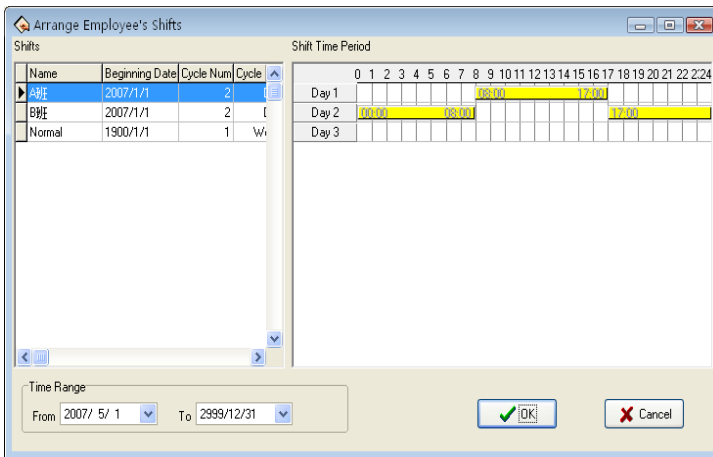 Arrange Employee's Shifts
Shifts
Shift Time Period
Name Beginning Date Cycle Num Cycle
A班 2007/1/1 2 D
B班 2007/1/1 2 D
Normal 1900/1/1 1 We
0 1 2 3 4 5 6 7 8 9 10 11 12 13 14 15 16 17 18 19 20 21 22 2:24
Day 1 08:00 17:00
Day 2 00:00 08:00 17:00
Day 3
Time Range
From 2007/ 5/ 1 To 2999/12/31
OK Cancel